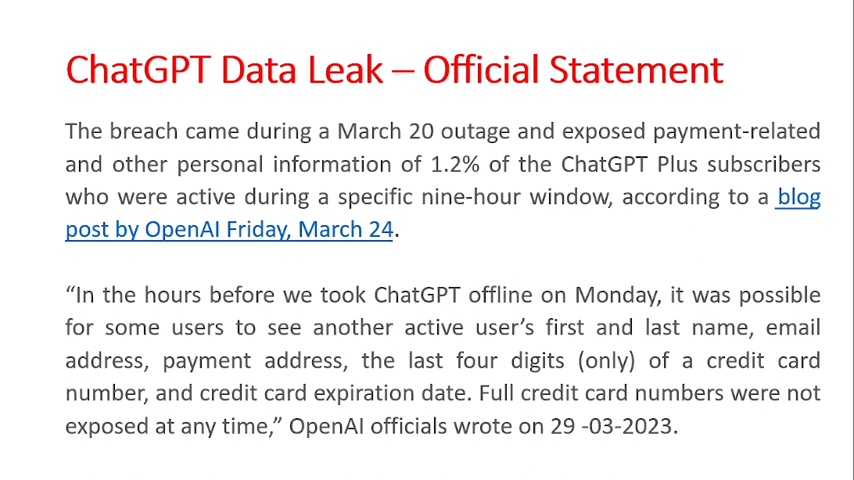 ChatGPT Data Leak – Official Statement
The breach came during a March 20 outage and exposed payment-related
and other personal information of 1.2% of the ChatGPT Plus subscribers
who were active during a specific nine-hour window, according to a blog
post by OpenAI Friday, March 24.
“In the hours before we took ChatGPT offline on Monday, it was possible
for some users to see another active user’s first and last name, email
address, payment address, the last four digits (only) of a credit card
number, and credit card expiration date. Full credit card numbers were not
exposed at any time,” OpenAI officials wrote on 29 -03-2023.